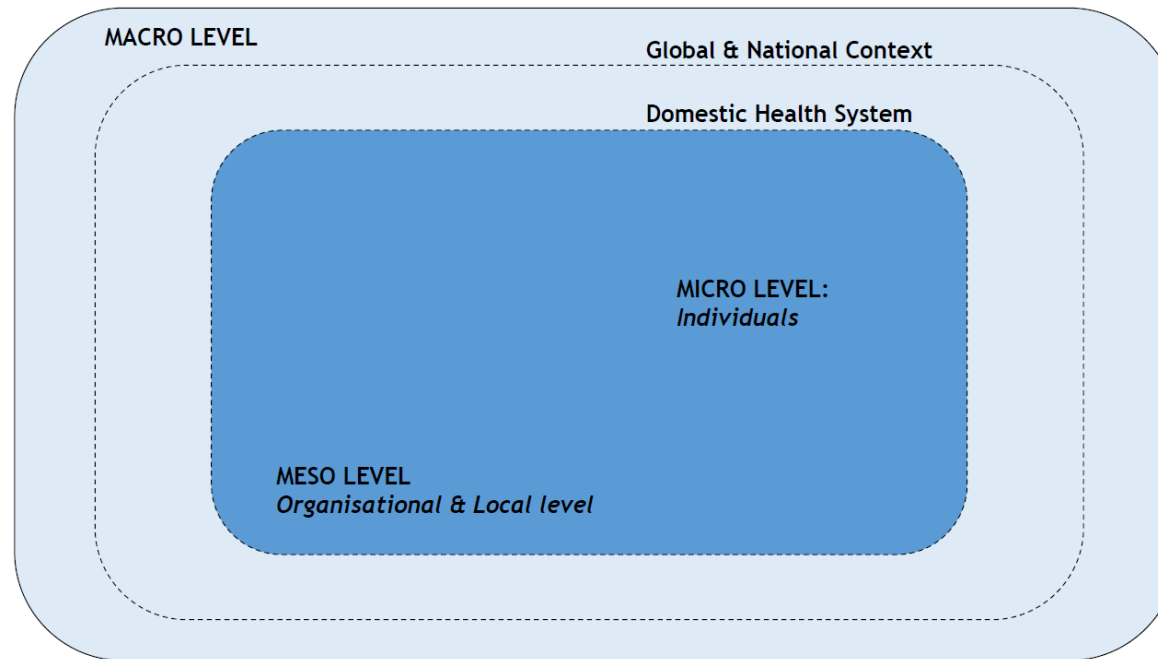 MACRO LEVEL
Global & National Context
Domestic Health System
MICRO LEVEL:
Individuals
MESO LEVEL
Organisational & Local level